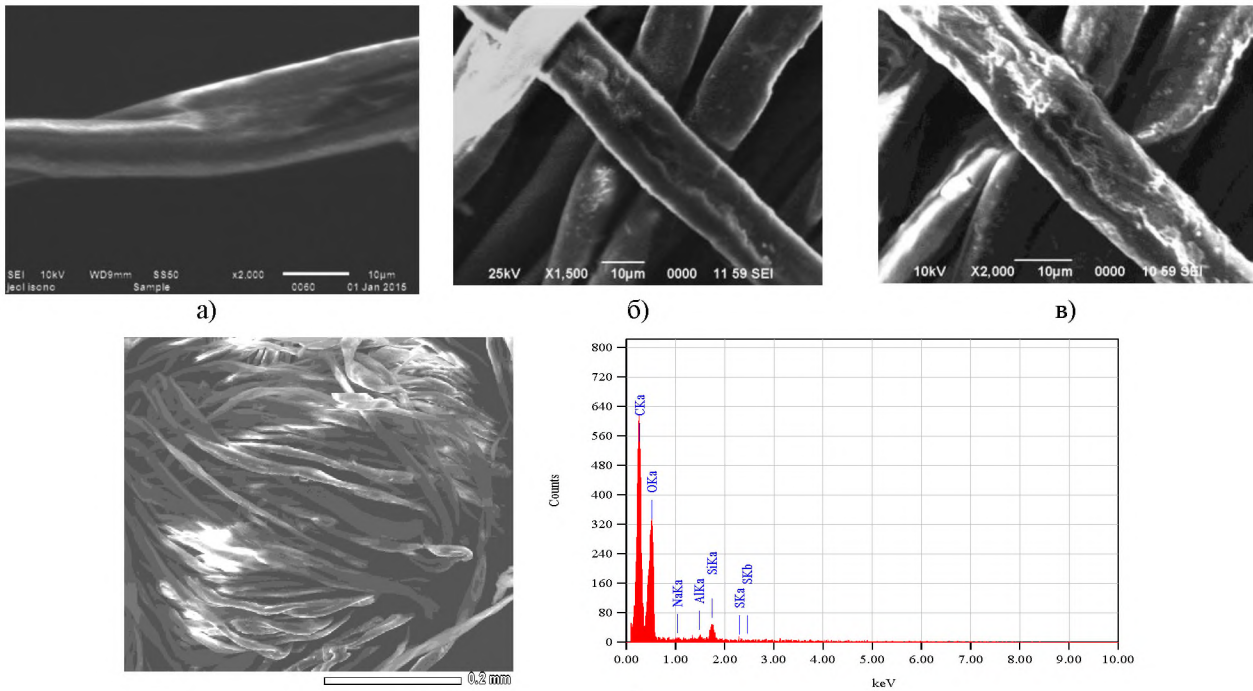 SEI 10kV WD9mm SS50 x2,000 10µm
jeol isono Sample 0060 01 Jan 2015
25kV X1,500 10µm 0000 11 59 SEI
10kV X2,000 10µm 0000 10 59 SEI
а)
б)
в)
0.2 mm
800
720
640
560
480
400
320
240
160
80
0
Counts
CKa
OKa
NaKa
AlKa
SiKa
SKa
SKb
0.00 1.00 2.00 3.00 4.00 5.00 6.00 7.00 8.00 9.00 10.00
keV